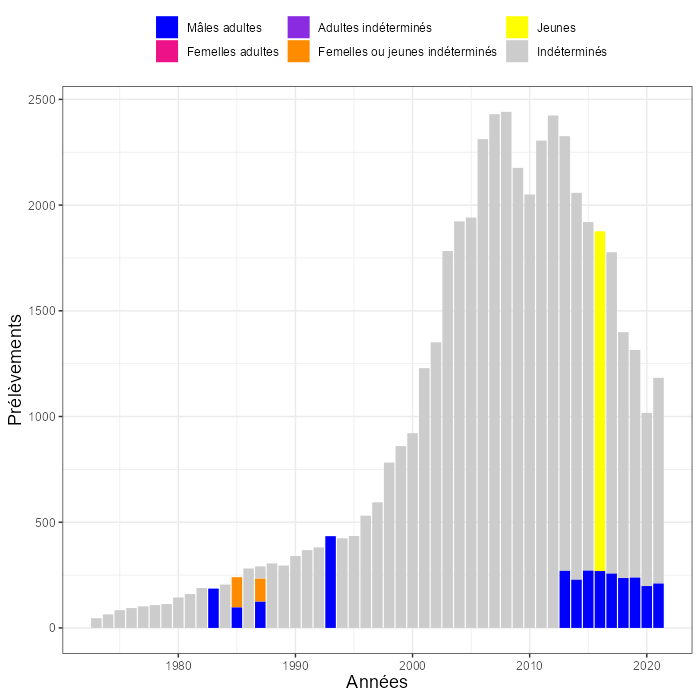 Mâles adultes
Adultes indéterminés
Jeunes
Femelles adultes
Femelles ou jeunes indéterminés
Indéterminés
2500
2000
1500
1000
500
0
Prélèvements
1980
1990
2000
2010
2020
Années